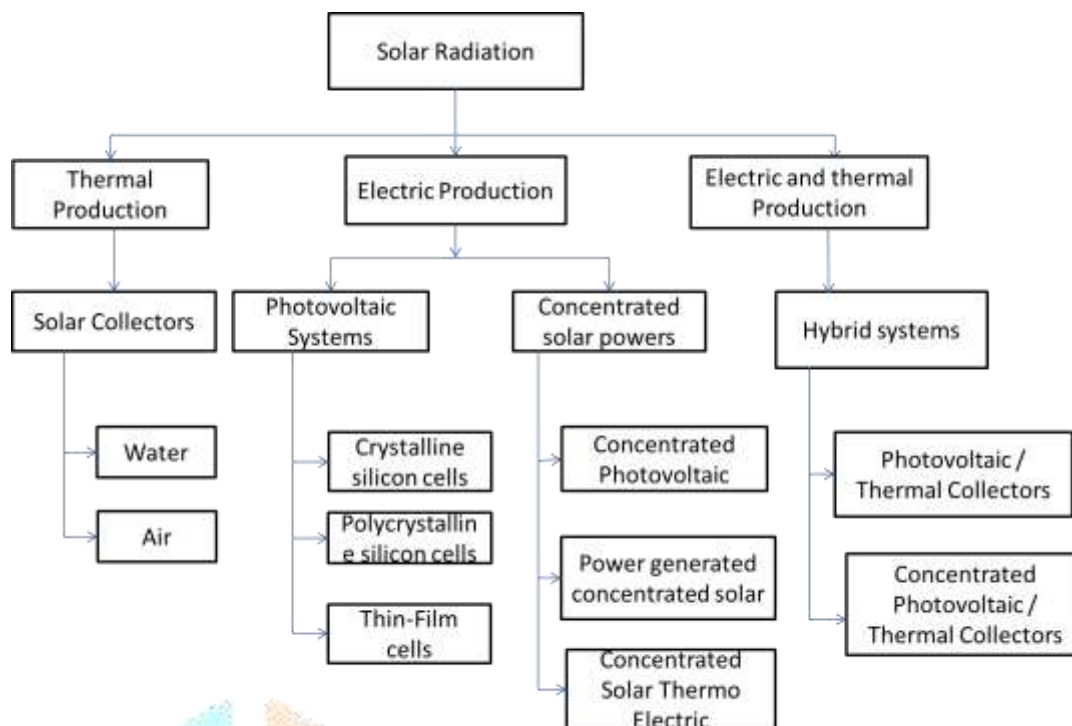 Solar Radiation
Thermal
Production
Electric Production
Electric and thermal
Production
Solar Collectors
Photovoltaic
Systems
Concentrated
solar powers
Hybrid systems
Water
Air
Crystalline
silicon cells
Polycrystallin
e silicon cells
Thin-Film
cells
Concentrated
Photovoltaic
Power generated
concentrated solar
Concentrated
Solar Thermo
Electric
Photovoltaic /
Thermal Collectors
Concentrated
Photovoltaic /
Thermal Collectors